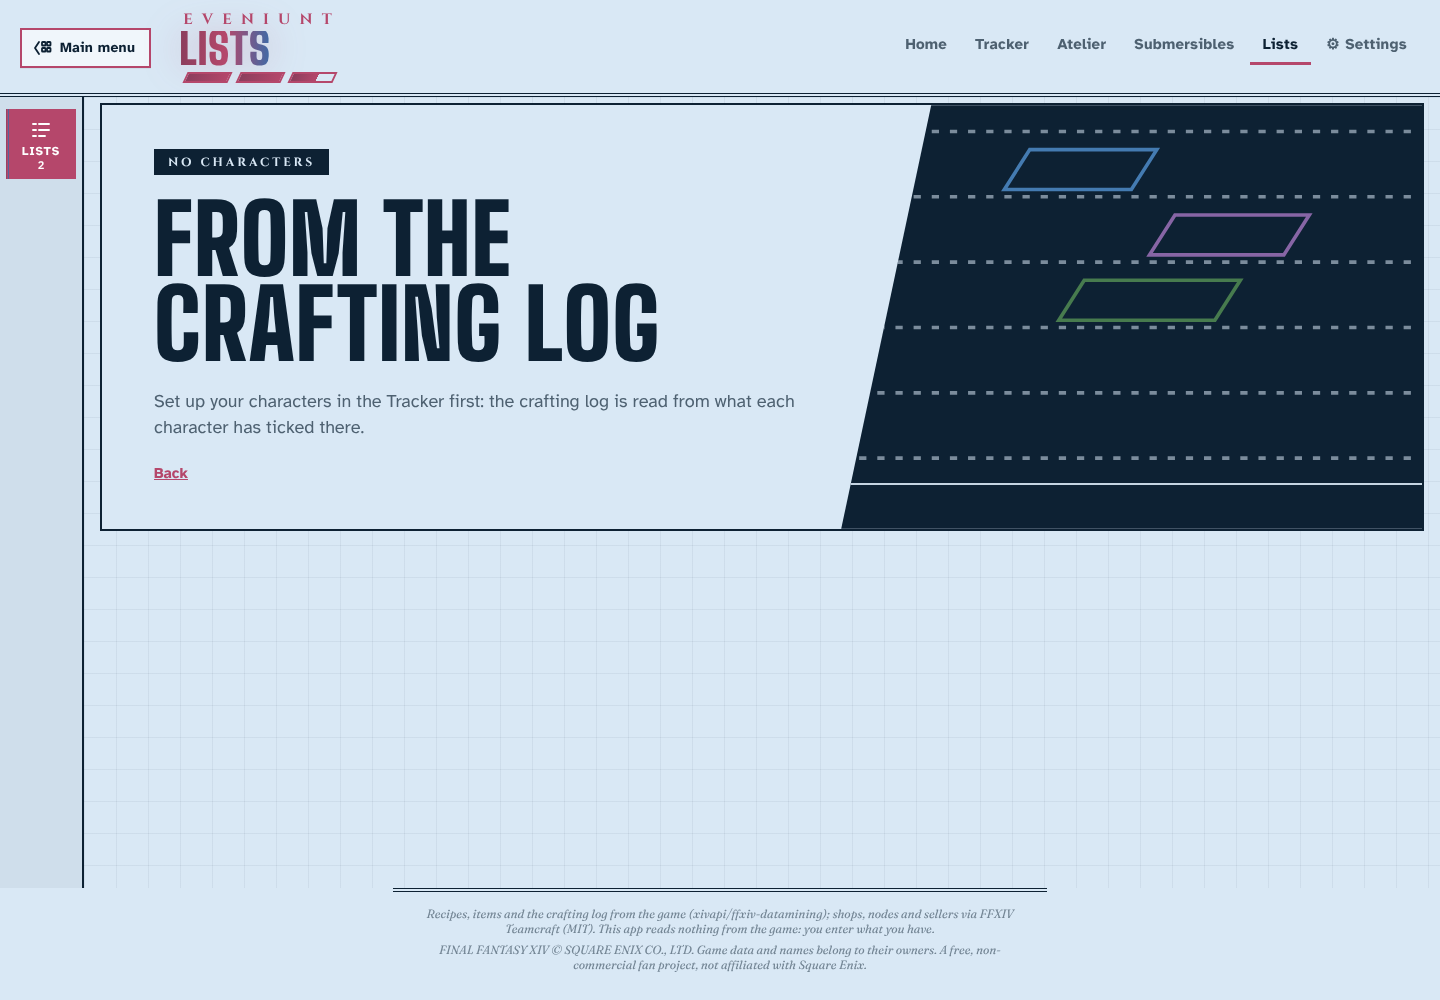 Main menu
EVENIUNT
LISTS
Home
Tracker
Atelier
Submersibles
Lists
⚙ Settings
LISTS
2
NO CHARACTERS
FROM THE
CRAFTING LOG
Set up your characters in the Tracker first: the crafting log is read from what each
character has ticked there.
Back
Recipes, items and the crafting log from the game (xivapi/ffxiv-datamining); shops, nodes and sellers via FFXIV
Teamcraft (MIT). This app reads nothing from the game: you enter what you have.
FINAL FANTASY XIV © SQUARE ENIX CO., LTD. Game data and names belong to their owners. A free, non-
commercial fan project, not affiliated with Square Enix.